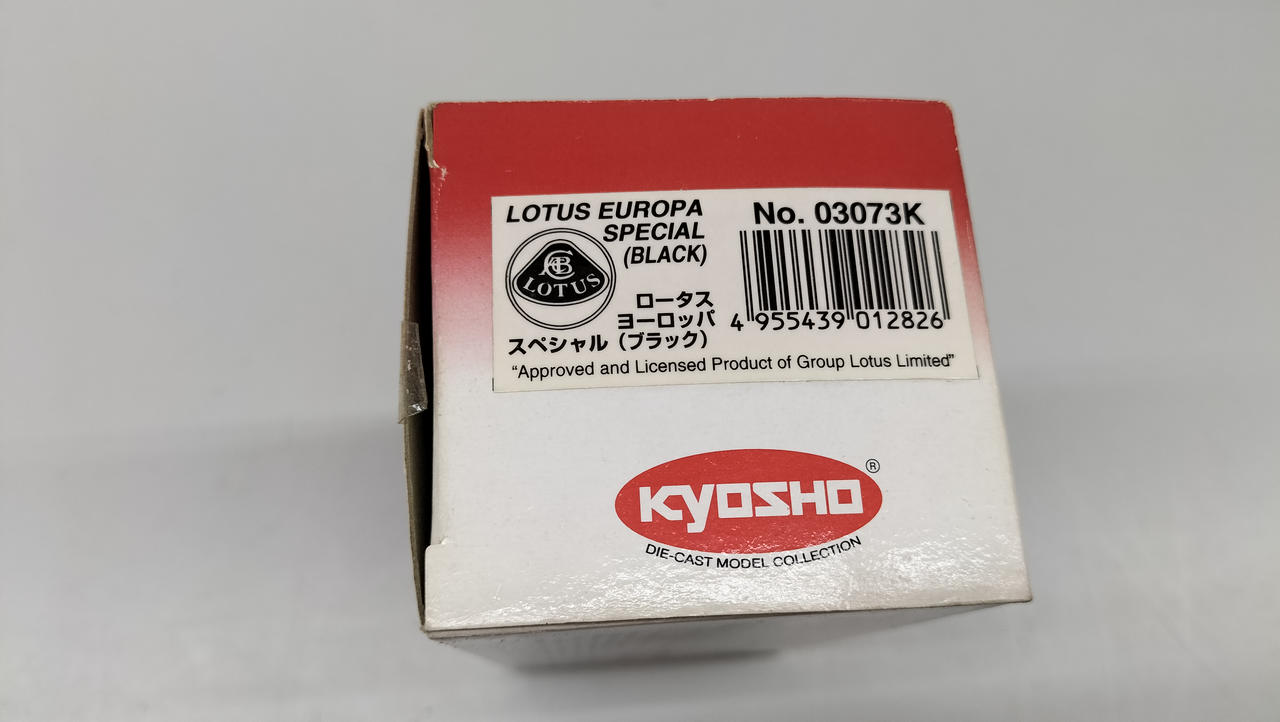 LOTUS EUROPA
SPECIAL
(BLACK)
ACBC
LOTUS
ロータス
ヨーロッパ
スペシャル（ブラック）
No. 03073K
4 955439 012826
“Approved and Licensed Product of Group Lotus Limited”
KYOSHO ®
DIE-CAST MODEL COLLECTION